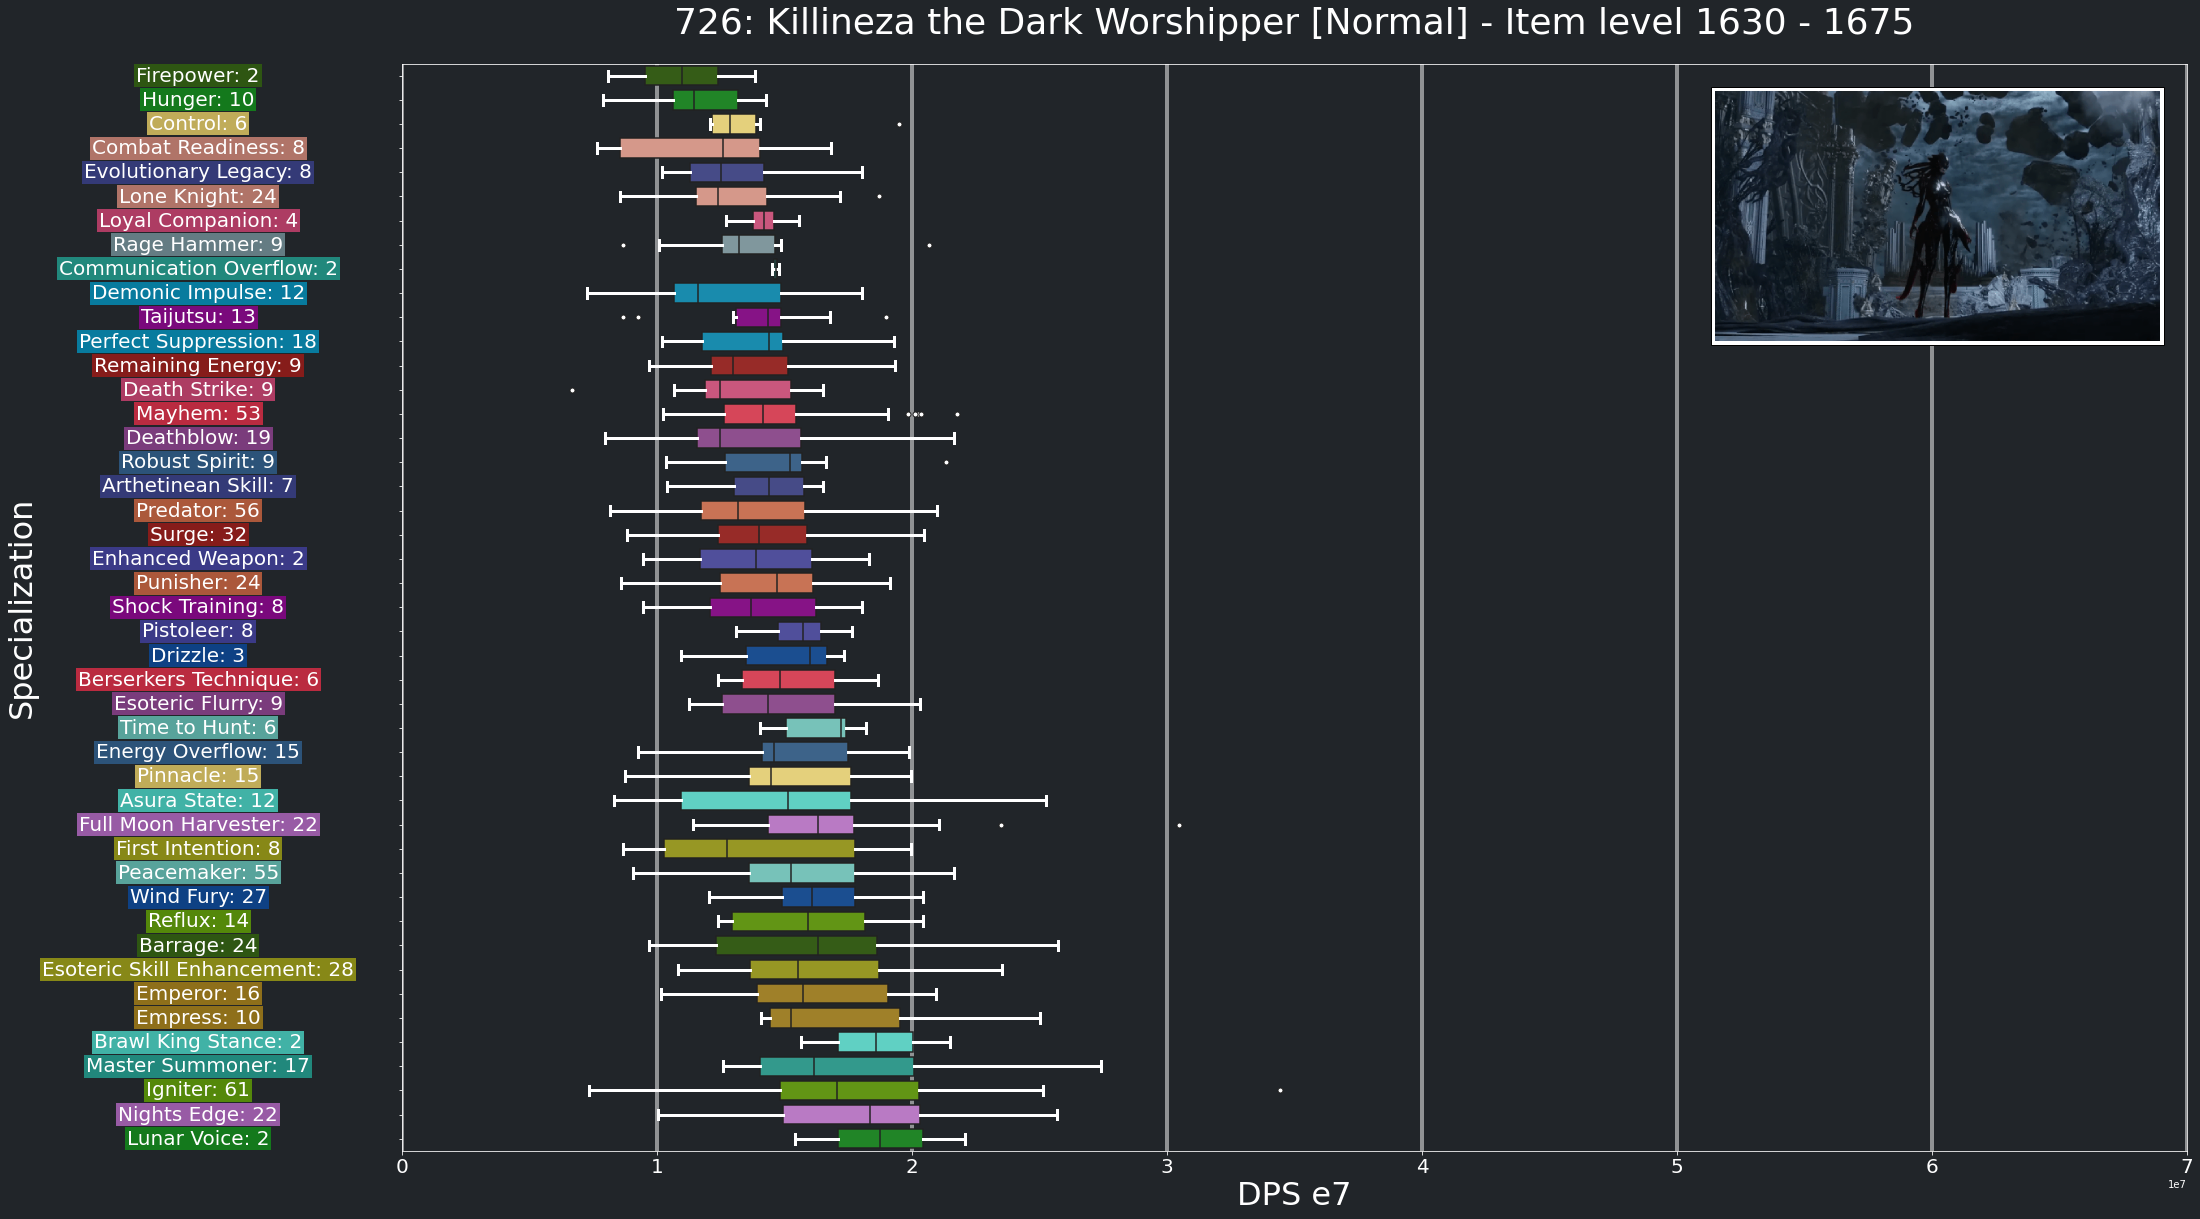 726: Killineza the Dark Worshipper [Normal] - Item level 1630 - 1675
Specialization
Firepower: 2
Hunger: 10
Control: 6
Combat Readiness: 8
Evolutionary Legacy: 8
Lone Knight: 24
Loyal Companion: 4
Rage Hammer: 9
Communication Overflow: 2
Demonic Impulse: 12
Taijutsu: 13
Perfect Suppression: 18
Remaining Energy: 9
Death Strike: 9
Mayhem: 53
Deathblow: 19
Robust Spirit: 9
Arthetinean Skill: 7
Predator: 56
Surge: 32
Enhanced Weapon: 2
Punisher: 24
Shock Training: 8
Pistoleer: 8
Drizzle: 3
Berserkers Technique: 6
Esoteric Flurry: 9
Time to Hunt: 6
Energy Overflow: 15
Pinnacle: 15
Asura State: 12
Full Moon Harvester: 22
First Intention: 8
Peacemaker: 55
Wind Fury: 27
Reflux: 14
Barrage: 24
Esoteric Skill Enhancement: 28
Emperor: 16
Empress: 10
Brawl King Stance: 2
Master Summoner: 17
Igniter: 61
Nights Edge: 22
Lunar Voice: 2
0 1 2 3 4 5 6 7
1e7
DPS e7